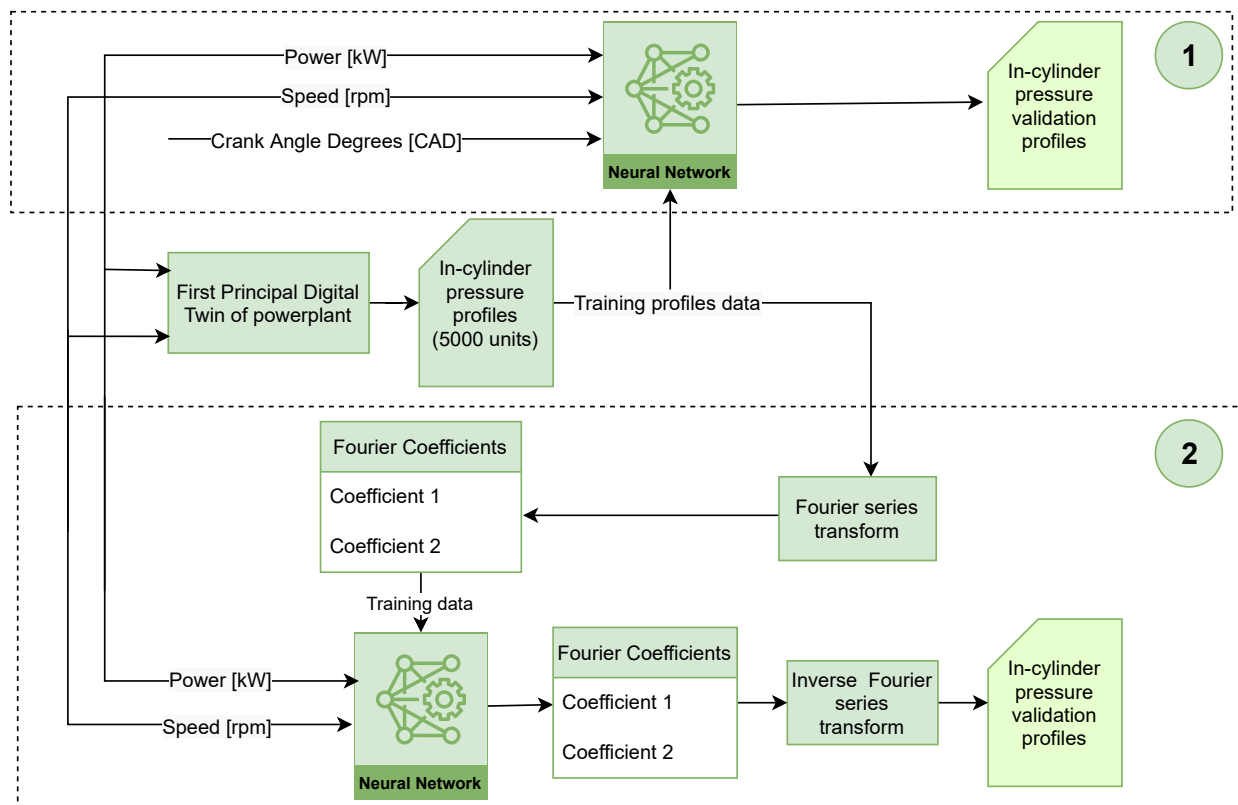 Power [kW]
Speed [rpm]
Crank Angle Degrees [CAD]
Neural Network
In-cylinder
pressure
validation
profiles
1
First Principal Digital
Twin of powerplant
In-cylinder
pressure
profiles
(5000 units)
Training profiles data
2
Fourier Coefficients
Coefficient 1
Coefficient 2
Fourier series
transform
Training data
Power [kW]
Speed [rpm]
Neural Network
Fourier Coefficients
Coefficient 1
Coefficient 2
Inverse Fourier
series
transform
In-cylinder
pressure
validation
profiles